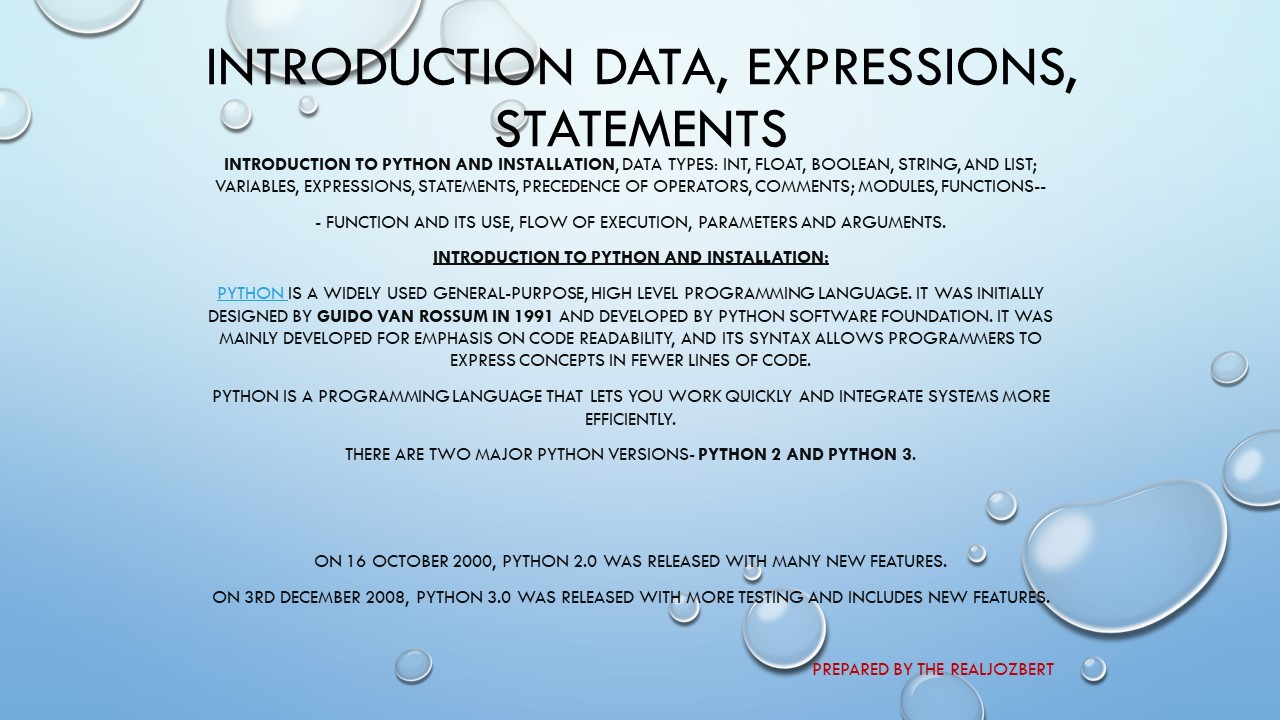 INTRODUCTION DATA, EXPRESSIONS,
STATEMENTS
INTRODUCTION TO PYTHON AND INSTALLATION, DATA TYPES: INT, FLOAT, BOOLEAN, STRING, AND LIST;
VARIABLES, EXPRESSIONS, STATEMENTS, PRECEDENCE OF OPERATORS, COMMENTS; MODULES, FUNCTIONS--
- FUNCTION AND ITS USE, FLOW OF EXECUTION, PARAMETERS AND ARGUMENTS.
INTRODUCTION TO PYTHON AND INSTALLATION:
PYTHON IS A WIDELY USED GENERAL-PURPOSE, HIGH LEVEL PROGRAMMING LANGUAGE. IT WAS INITIALLY
DESIGNED BY GUIDO VAN ROSSUM IN 1991 AND DEVELOPED BY PYTHON SOFTWARE FOUNDATION. IT WAS
MAINLY DEVELOPED FOR EMPHASIS ON CODE READABILITY, AND ITS SYNTAX ALLOWS PROGRAMMERS TO
EXPRESS CONCEPTS IN FEWER LINES OF CODE.
PYTHON IS A PROGRAMMING LANGUAGE THAT LETS YOU WORK QUICKLY AND INTEGRATE SYSTEMS MORE
EFFICIENTLY.
THERE ARE TWO MAJOR PYTHON VERSIONS- PYTHON 2 AND PYTHON 3.
ON 16 OCTOBER 2000, PYTHON 2.0 WAS RELEASED WITH MANY NEW FEATURES.
ON 3RD DECEMBER 2008, PYTHON 3.0 WAS RELEASED WITH MORE TESTING AND INCLUDES NEW FEATURES.
PREPARED BY THE REALJOZBERT